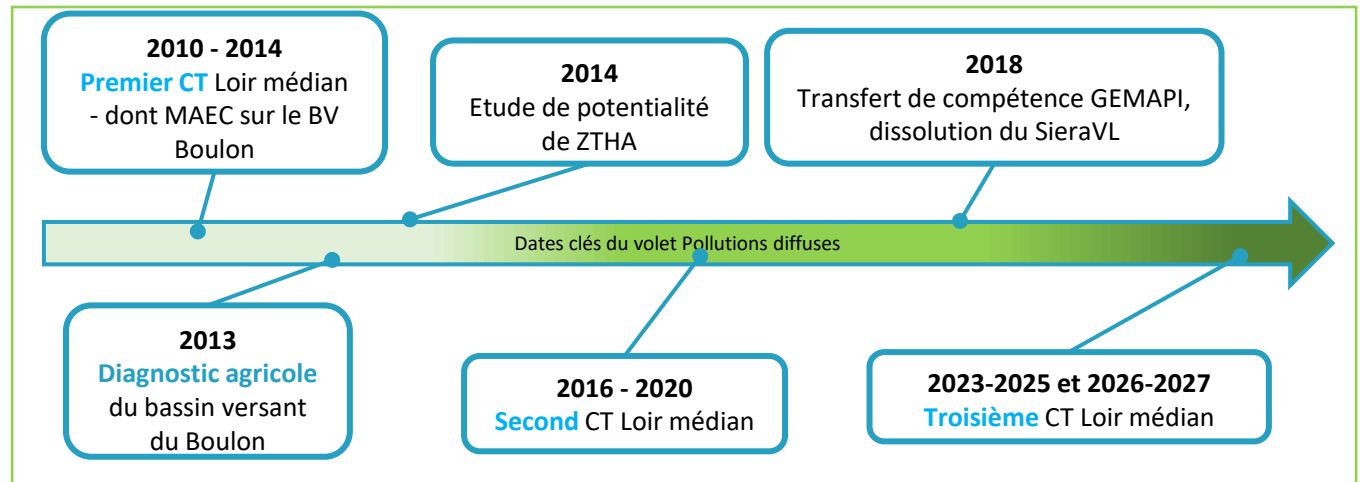 2010 - 2014
Premier CT Loir médian
- dont MAEC sur le BV
Boulon
2014
Etude de potentialité
de ZTHA
2018
Transfert de compétence GEMAPI,
dissolution du SieraVL
Dates clés du volet Pollutions diffuses
2013
Diagnostic agricole
du bassin versant
du Boulon
2016 - 2020
Second CT Loir médian
2023-2025 et 2026-2027
Troisième CT Loir médian